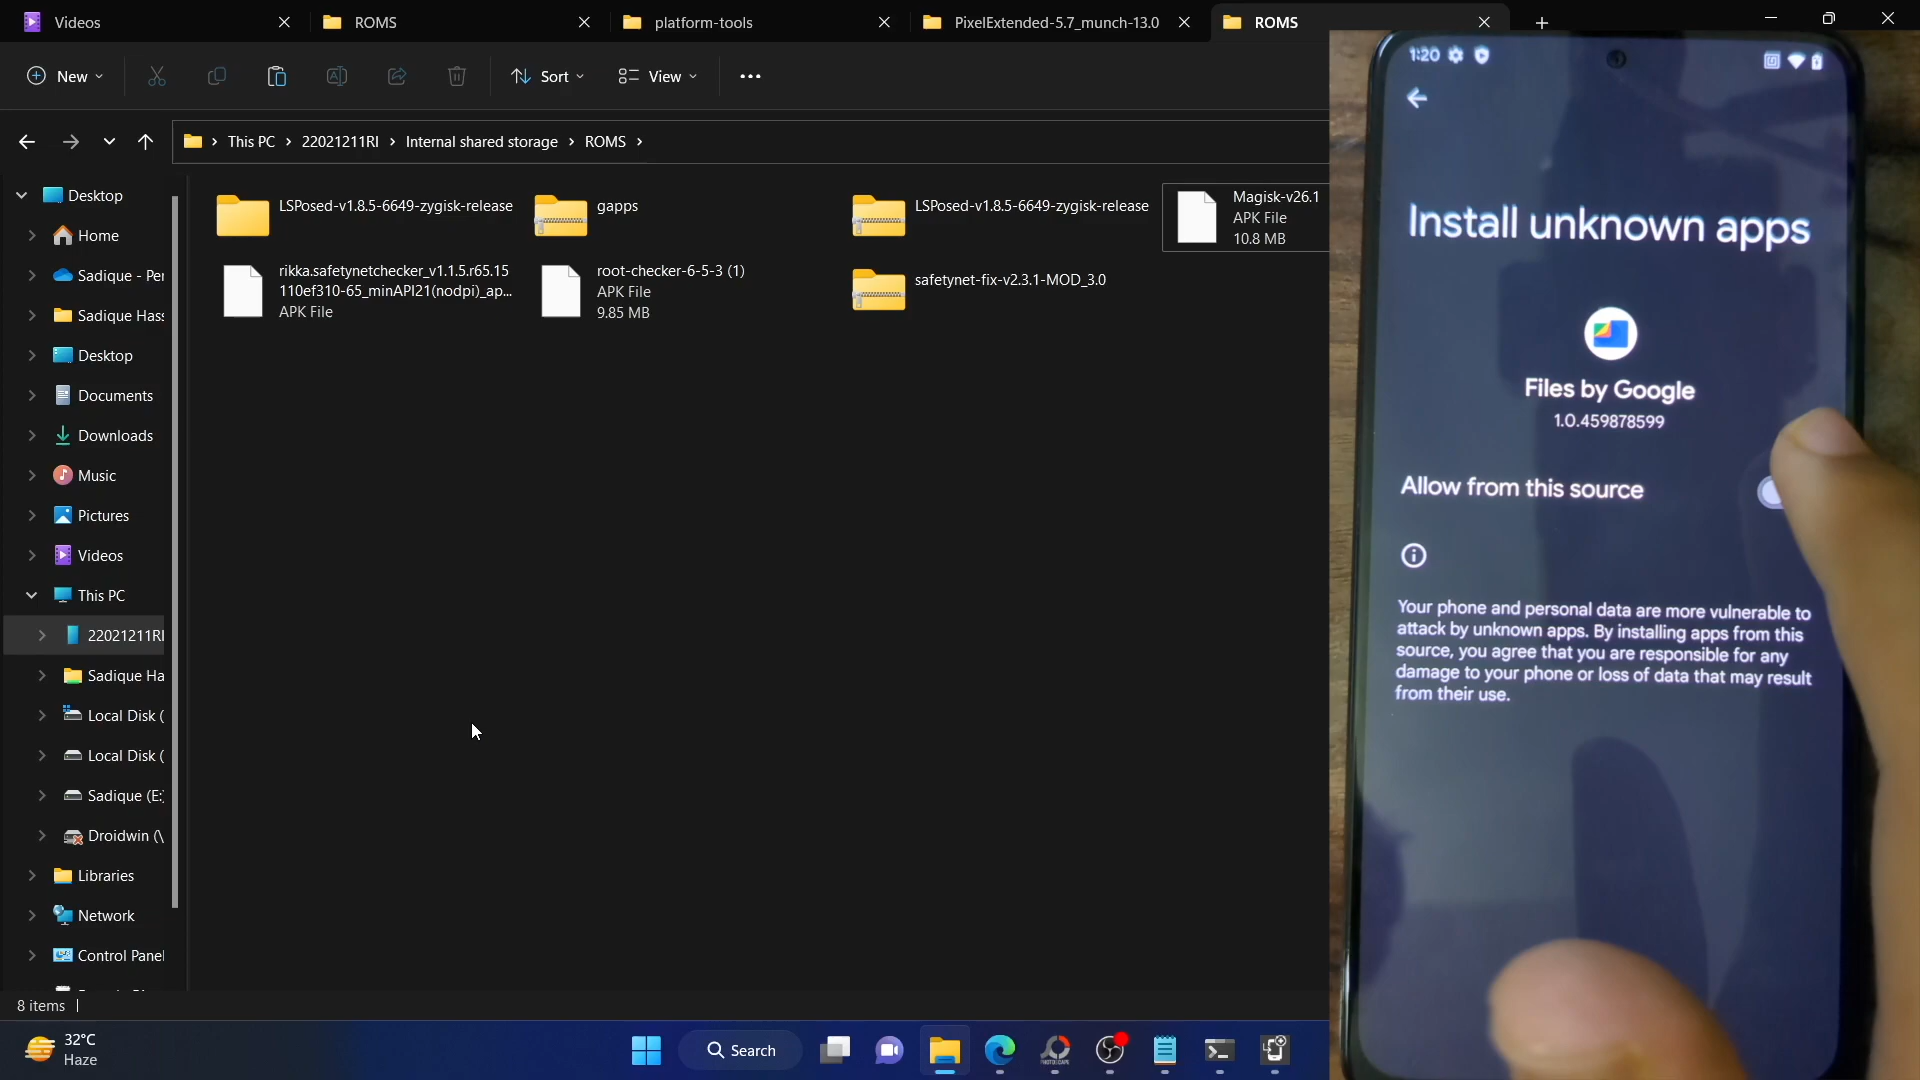 Videos
ROMS
platform-tools
PixelExtended-5.7_munch-13.0
ROMS
New
Sort
View
This PC
22021211RI
Internal shared storage
ROMS
Desktop
Home
Sadique - Per
Sadique Hass
Desktop
Documents
Downloads
Music
Pictures
Videos
This PC
22021211RI
Sadique Ha
Local Disk (
Local Disk (
Sadique (E:)
Droidwin (\
Libraries
Network
Control Panel
LSPosed-v1.8.5-6649-zygisk-release
gapps
LSPosed-v1.8.5-6649-zygisk-release
Magisk-v26.1
APK File
10.8 MB
rikka.safetynetchecker_v1.1.5.r65.15
110ef310-65_minAPI21(nodpi)_ap...
APK File
root-checker-6-5-3 (1)
APK File
9.85 MB
safetynet-fix-v2.3.1-MOD_3.0
8 items
32°C
Haze
Search
1:20
Install unknown apps
Files by Google
1.0.459878599
Allow from this source
Your phone and personal data are more vulnerable to
attack by unknown apps. By installing apps from this
source, you agree that you are responsible for any
damage to your phone or loss of data that may result
from their use.